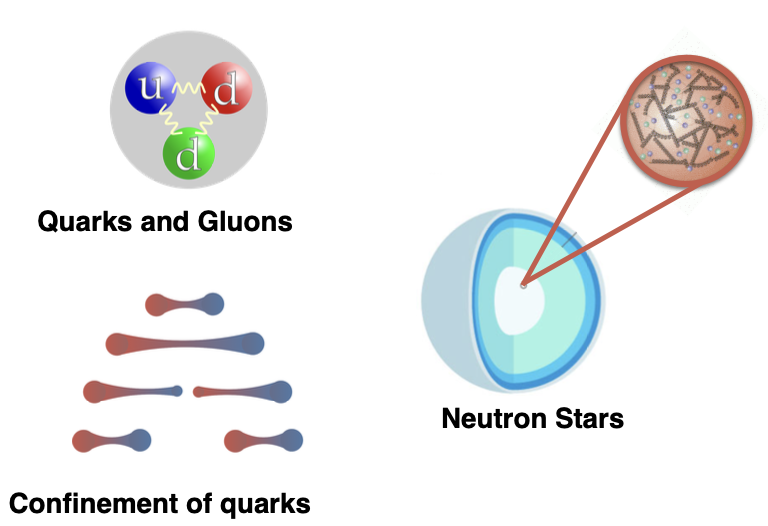 u d
d
Quarks and Gluons
Confinement of quarks
Neutron Stars